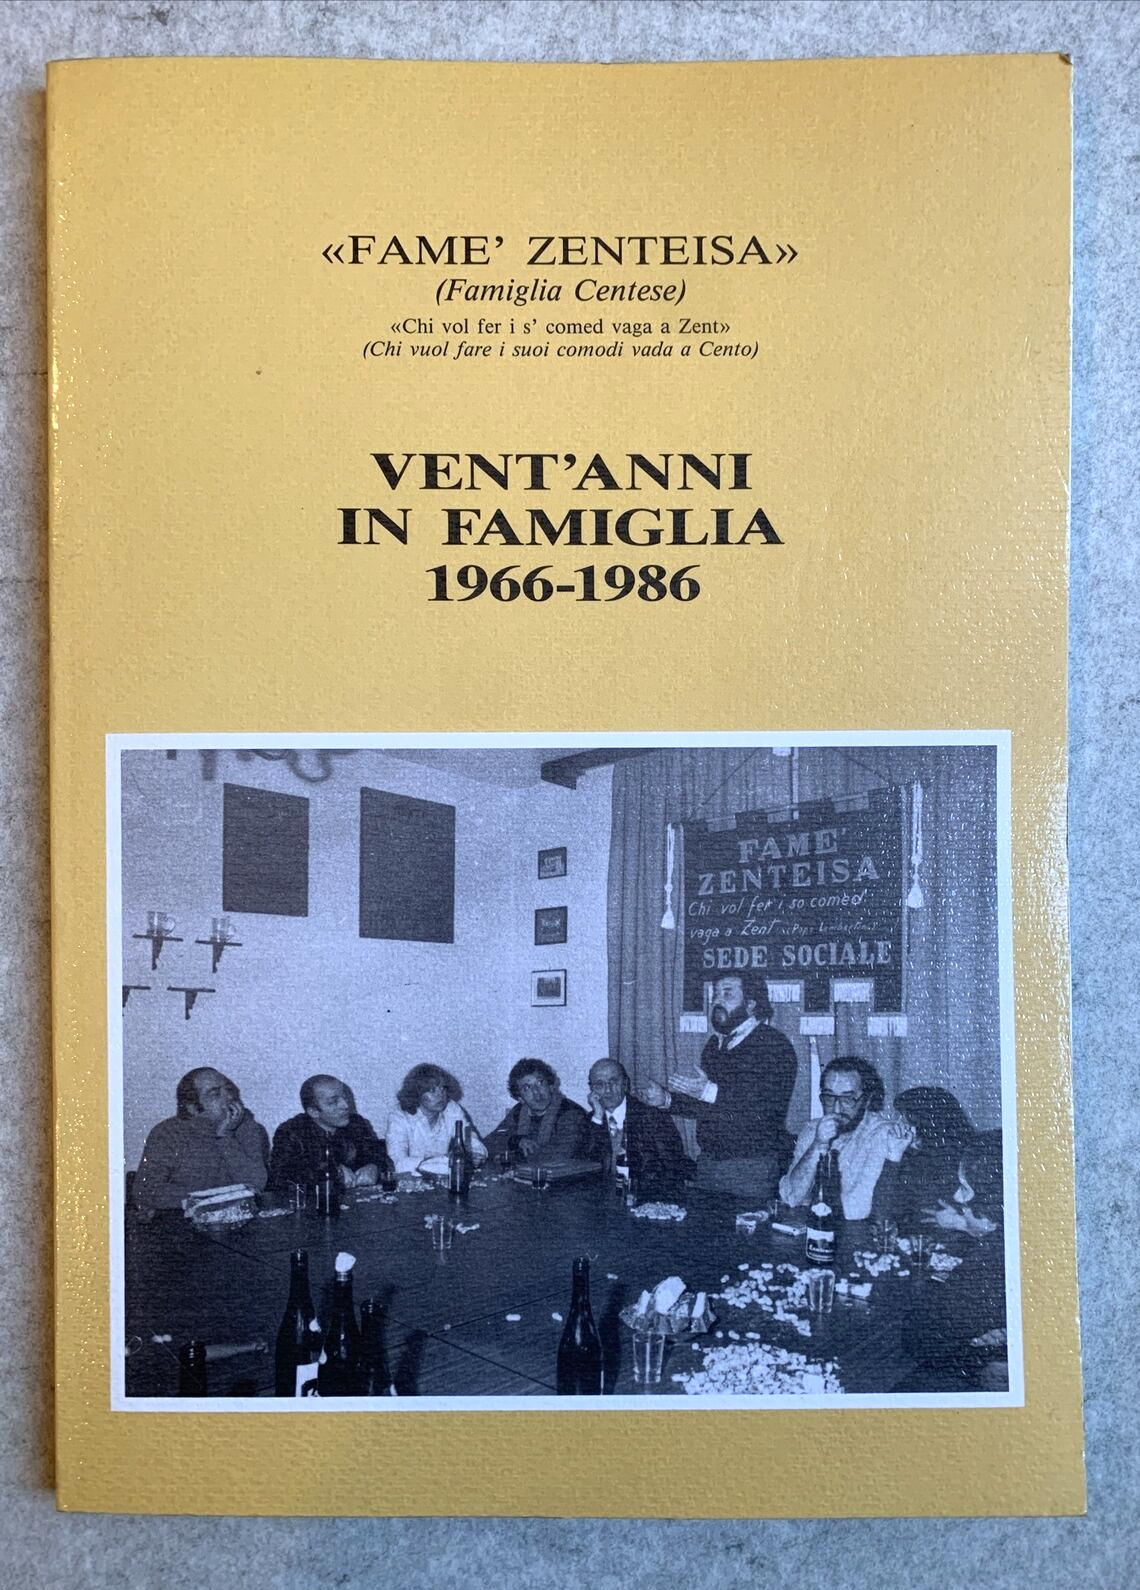 «FAME’ ZENTEISA»
(Famiglia Centese)
«Chi vol fer i s’ comed vaga a Zent»
(Chi vuol fare i suoi comodi vada a Cento)
VENT’ANNI
IN FAMIGLIA
1966-1986
FAME’
ZENTEISA
Chi vol fer i so comed
vaga a Zent
SEDE SOCIALE